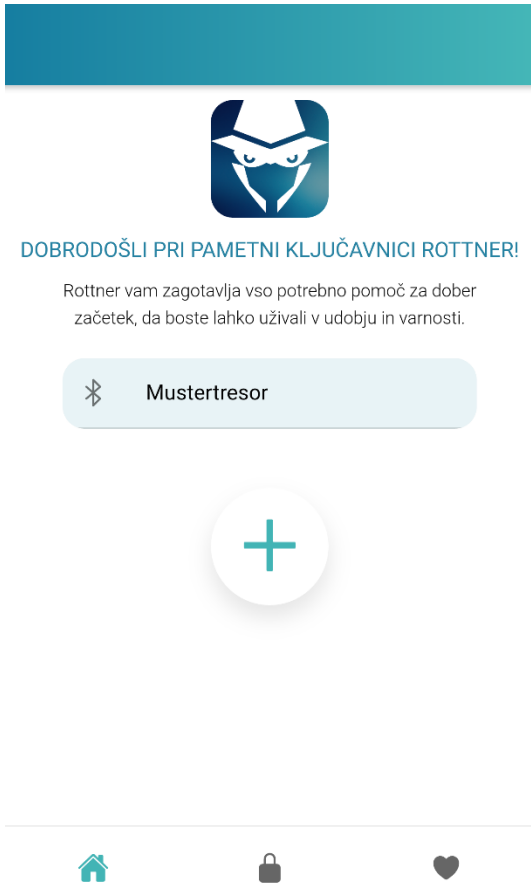 DOBRODOŠLI PRI PAMETNI KLJUČAVNICI ROTTNER!
Rottner vam zagotavlja vso potrebno pomoč za dober
začetek, da boste lahko uživali v udobju in varnosti.
Mustertresor